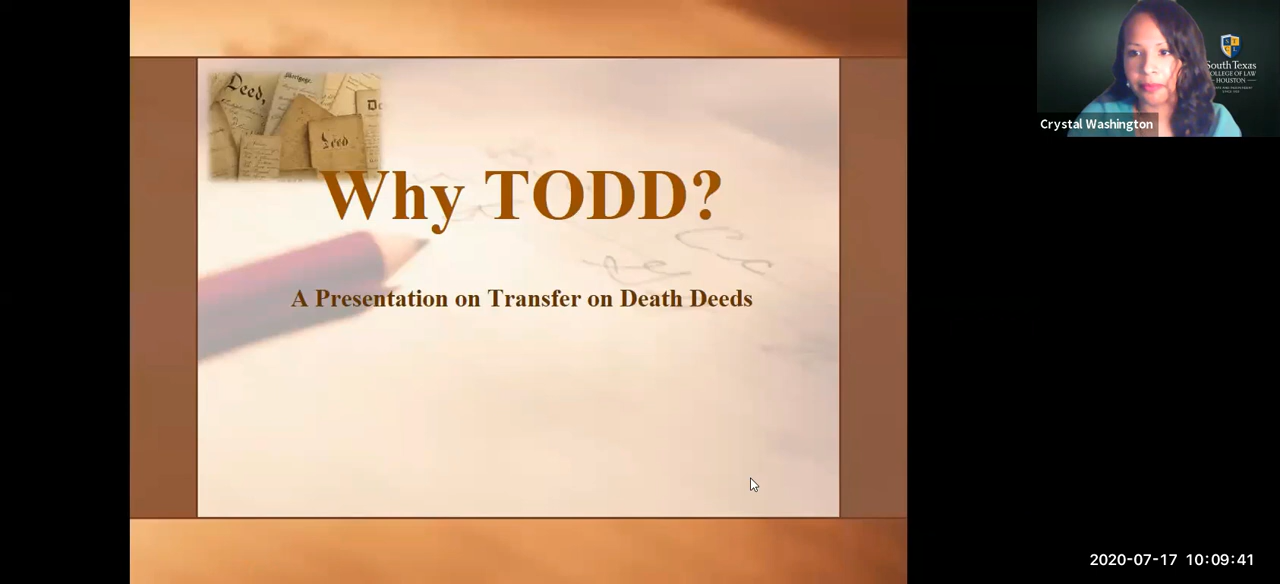 Deed,
Mortgage.
Deed
Why TODD?
A Presentation on Transfer on Death Deeds
Crystal Washington
STCL
South Texas
COLLEGE OF LAW
HOUSTON
2020-07-17 10:09:41